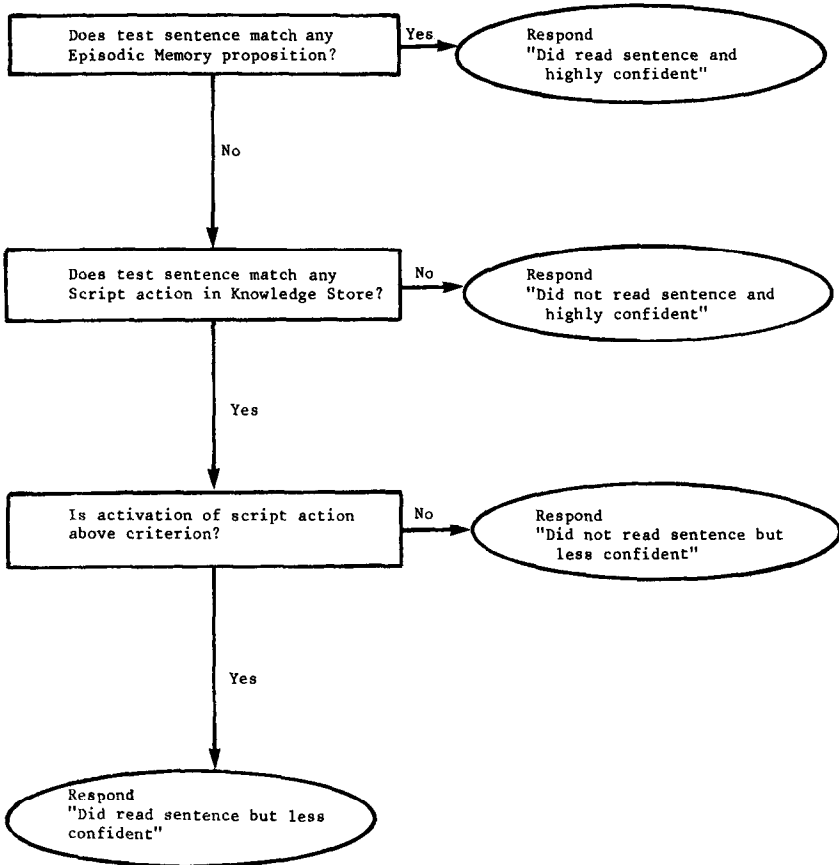 Does test sentence match any
Episodic Memory proposition?
Yes
Respond
"Did read sentence and
highly confident"
No
Does test sentence match any
Script action in Knowledge Store?
No
Respond
"Did not read sentence and
highly confident"
Yes
Is activation of script action
above criterion?
No
Respond
"Did not read sentence but
less confident"
Yes
Respond
"Did read sentence but less
confident"